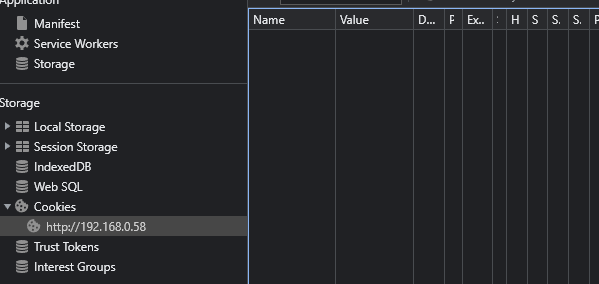 Application
Manifest
Service Workers
Storage
Storage
Local Storage
Session Storage
IndexedDB
Web SQL
Cookies
http://192.168.0.58
Trust Tokens
Interest Groups
Name Value D... F Ex... H S S. S. P